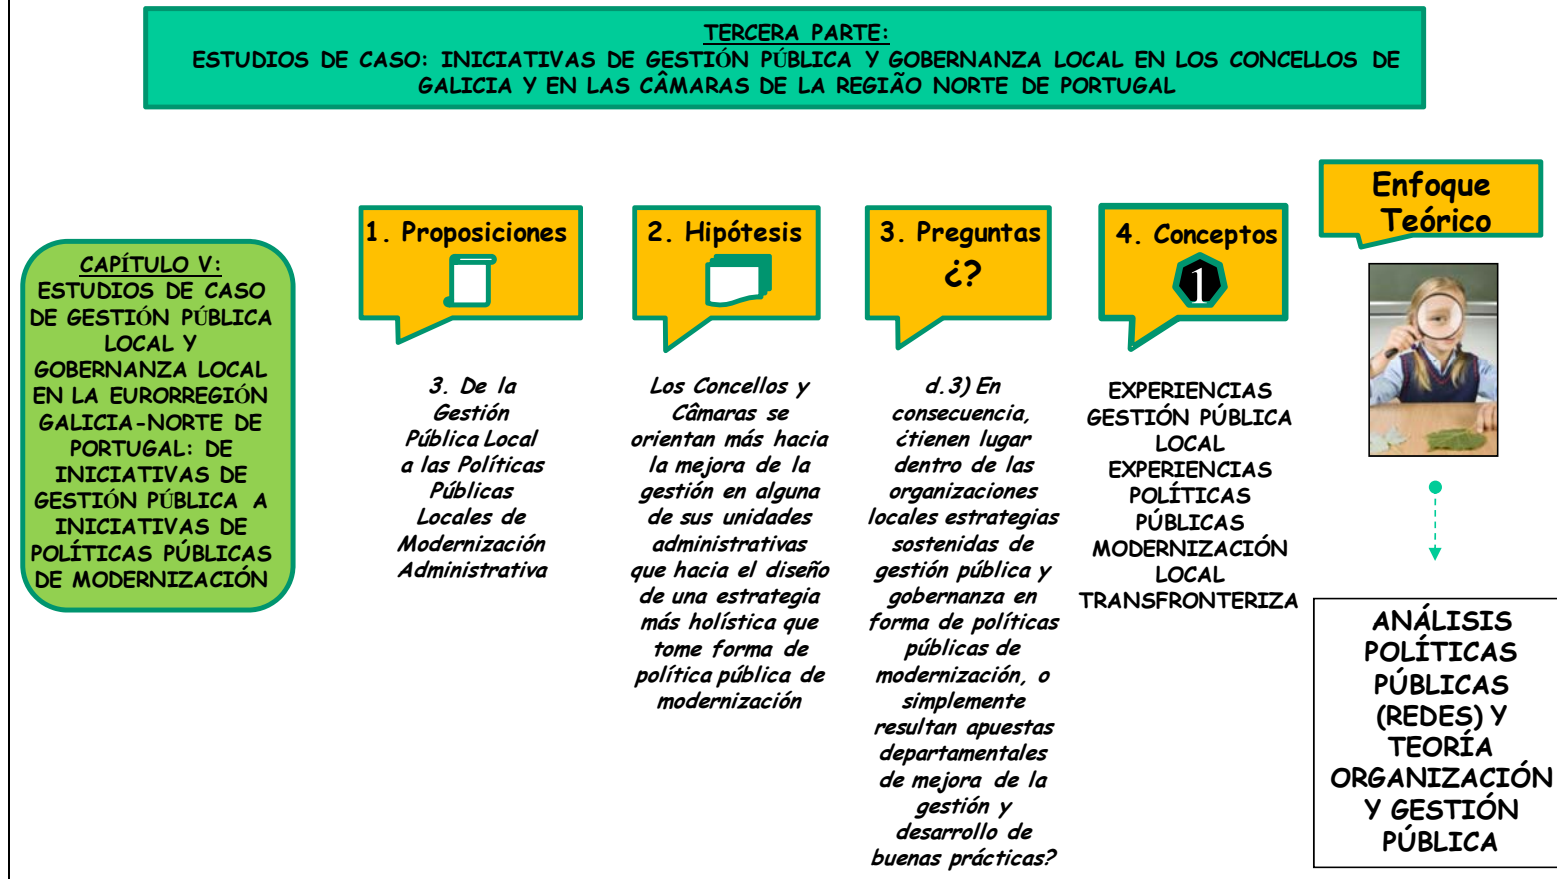 TERCERA PARTE:
ESTUDIOS DE CASO: INICIATIVAS DE GESTIÓN PÚBLICA Y GOBERNANZA LOCAL EN LOS CONCELLOS DE
GALICIA Y EN LAS CÂMARAS DE LA REGIÃO NORTE DE PORTUGAL
CAPÍTULO V:
ESTUDIOS DE CASO
DE GESTIÓN PÚBLICA
LOCAL Y
GOBERNANZA LOCAL
EN LA EURORREGIÓN
GALICIA-NORTE DE
PORTUGAL: DE
INICIATIVAS DE
GESTIÓN PÚBLICA A
INICIATIVAS DE
POLÍTICAS PÚBLICAS
DE MODERNIZACIÓN
1. Proposiciones
3. De la
Gestión
Pública Local
a las Políticas
Públicas
Locales de
Modernización
Administrativa
2. Hipótesis
Los Concellos y
Câmaras se
orientan más hacia
la mejora de la
gestión en alguna
de sus unidades
administrativas
que hacia el diseño
de una estrategia
más holística que
tome forma de
política pública de
modernización
3. Preguntas
¿?
d.3) En
consecuencia,
¿tienen lugar
dentro de las
organizaciones
locales estrategias
sostenidas de
gestión pública y
gobernanza en
forma de políticas
públicas de
modernización, o
simplemente
resultan apuestas
departamentales
de mejora de la
gestión y
desarrollo de
buenas prácticas?
4. Conceptos
1
EXPERIENCIAS
GESTIÓN PÚBLICA
LOCAL
EXPERIENCIAS
POLÍTICAS
PÚBLICAS
MODERNIZACIÓN
LOCAL
TRANSFRONTERIZA
Enfoque
Teórico
ANÁLISIS
POLÍTICAS
PÚBLICAS
(REDES) Y
TEORÍA
ORGANIZACIÓN
Y GESTIÓN
PÚBLICA